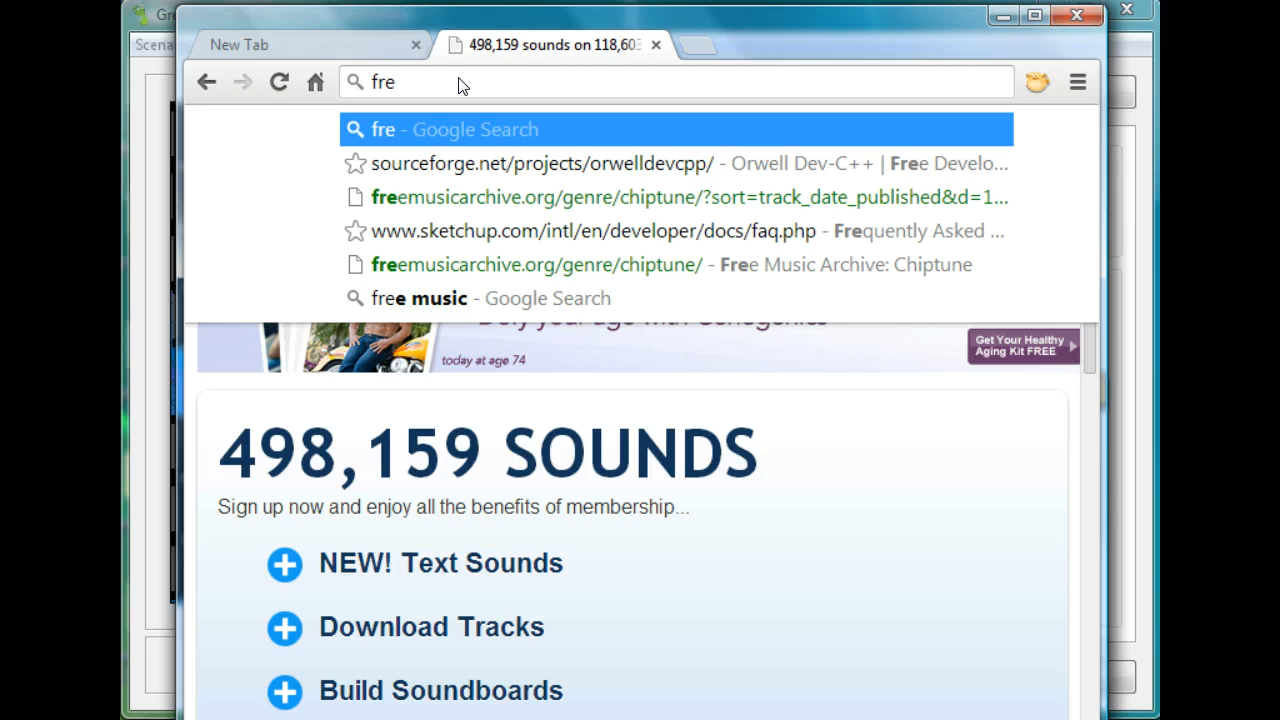 Gre
New Tab
498,159 sounds on 118,603
Scena
fre
fre - Google Search
sourceforge.net/projects/orwelldevcpp/ - Orwell Dev-C++ | Free Develo...
freemusicarchive.org/genre/chiptune/?sort=track_date_published&d=1...
www.sketchup.com/intl/en/developer/docs/faq.php - Frequently Asked ...
freemusicarchive.org/genre/chiptune/ - Free Music Archive: Chiptune
free music - Google Search
today at age 74
Get Your Healthy
Aging Kit FREE
498,159 SOUNDS
Sign up now and enjoy all the benefits of membership...
NEW! Text Sounds
Download Tracks
Build Soundboards